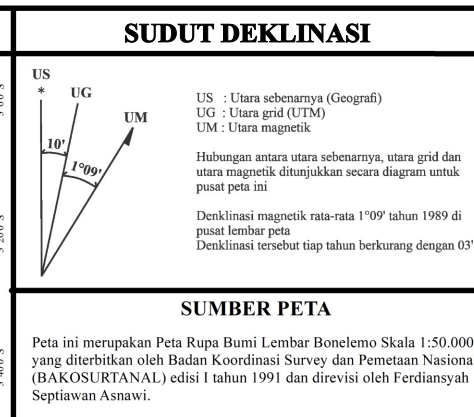 SUDUT DEKLINASI
US
*
UG
UM
10'
1°09'
US : Utara sebenarnya (Geografi)
UG : Utara grid (UTM)
UM : Utara magnetik
Hubungan antara utara sebenarnya, utara grid dan
utara magnetik ditunjukkan secara diagram untuk
pusat peta ini
Denklinasi magnetik rata-rata 1°09' tahun 1989 di
pusat lembar peta
Denklinasi tersebut tiap tahun berkurang dengan 03'
SUMBER PETA
Peta ini merupakan Peta Rupa Bumi Lembar Bonelemo Skala 1:50.000
yang diterbitkan oleh Badan Koordinasi Survey dan Pemetaan Nasiona
(BAKOSURTANAL) edisi I tahun 1991 dan direvisi oleh Ferdiansyah
Septiawan Asnawi.